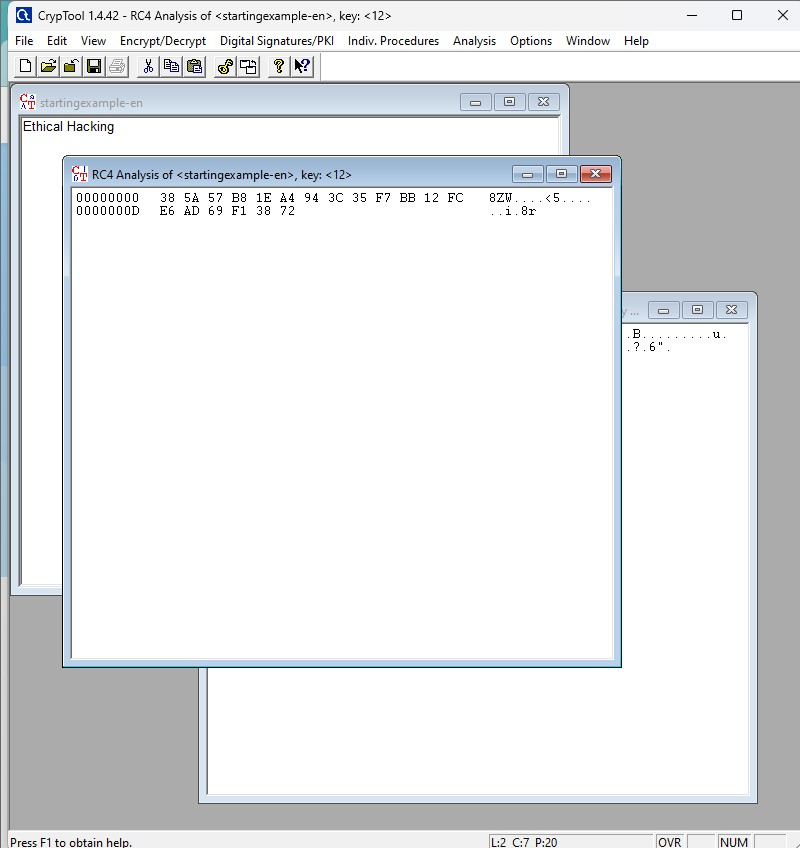 CrypTool 1.4.42 - RC4 Analysis of <startingexample-en>, key: <12>
File Edit View Encrypt/Decrypt Digital Signatures/PKI Indiv. Procedures Analysis Options Window Help
startingexample-en
Ethical Hacking
RC4 Analysis of <startingexample-en>, key: <12>
00000000 38 5A 57 B8 1E A4 94 3C 35 F7 BB 12 FC 8ZW....<5....
0000000D E6 AD 69 F1 38 72 ..i.8r
y ...
.B.........u.
.?.6".
Press F1 to obtain help.
L:2 C:7 P:20
OVR
NUM